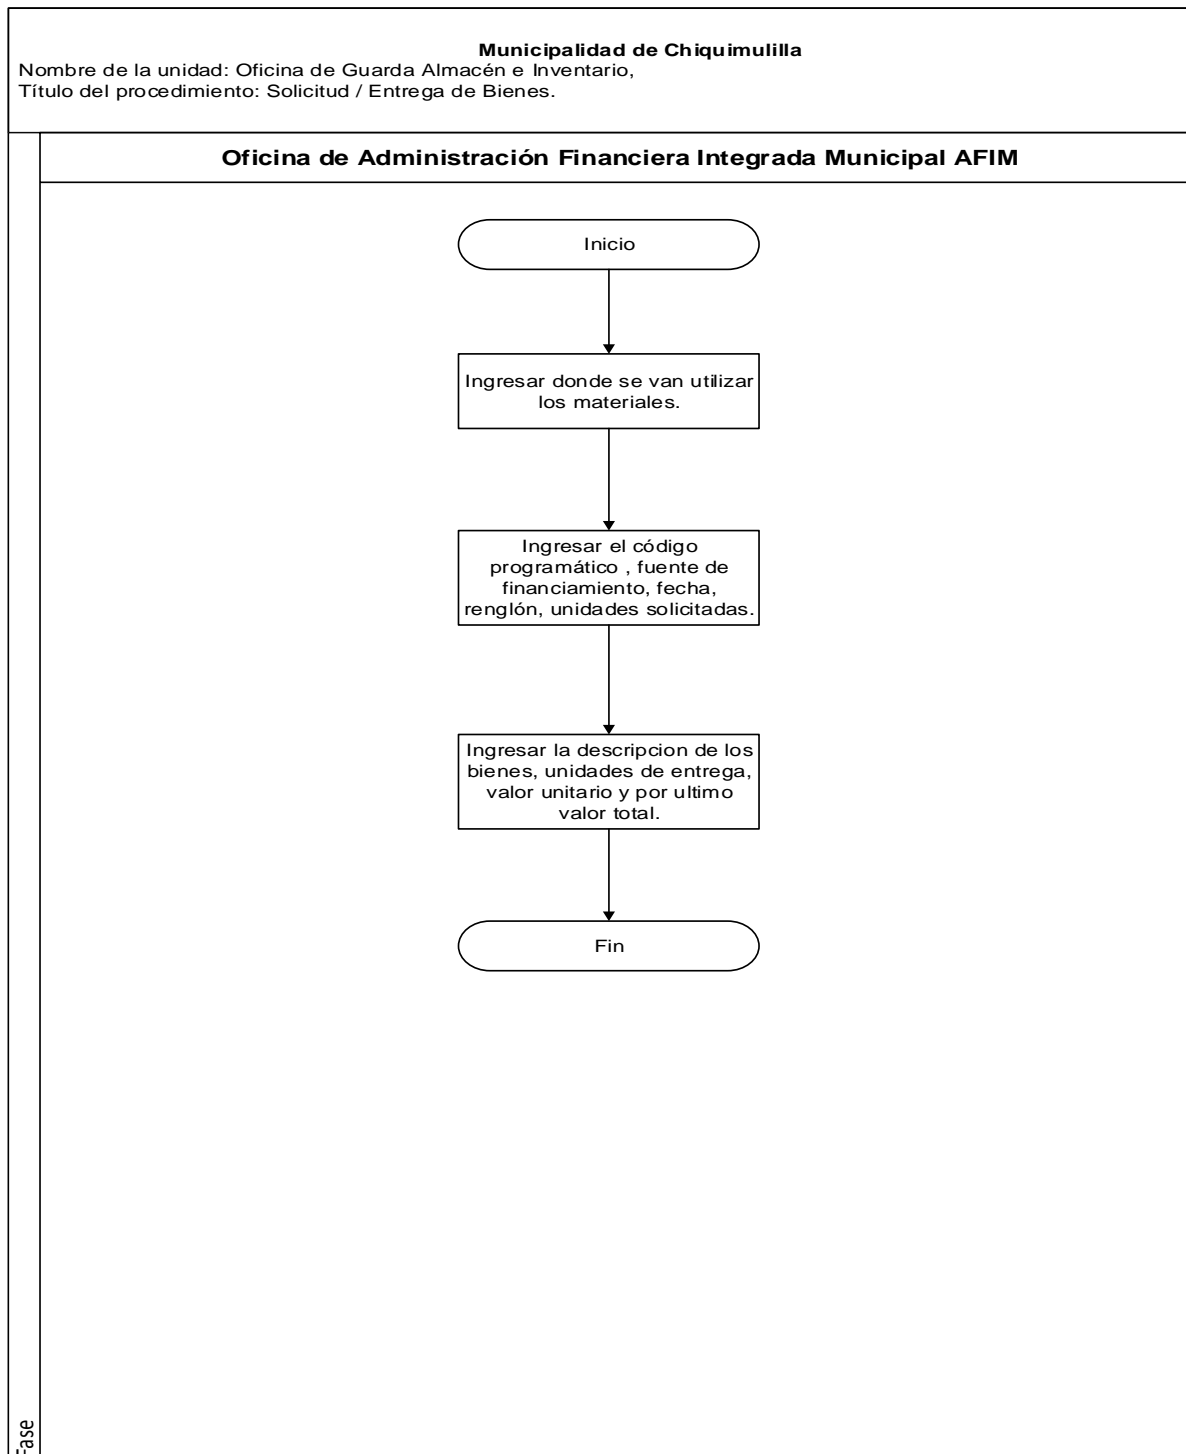 Municipalidad de Chiquimulilla
Nombre de la unidad: Oficina de Guarda Almacén e Inventario,
Título del procedimiento: Solicitud / Entrega de Bienes.
Oficina de Administración Financiera Integrada Municipal AFIM
Inicio
Ingresar donde se van utilizar
los materiales.
Ingresar el código
programático , fuente de
financiamiento, fecha,
renglón, unidades solicitadas.
Ingresar la descripcion de los
bienes, unidades de entrega,
valor unitario y por ultimo
valor total.
Fin
Fase